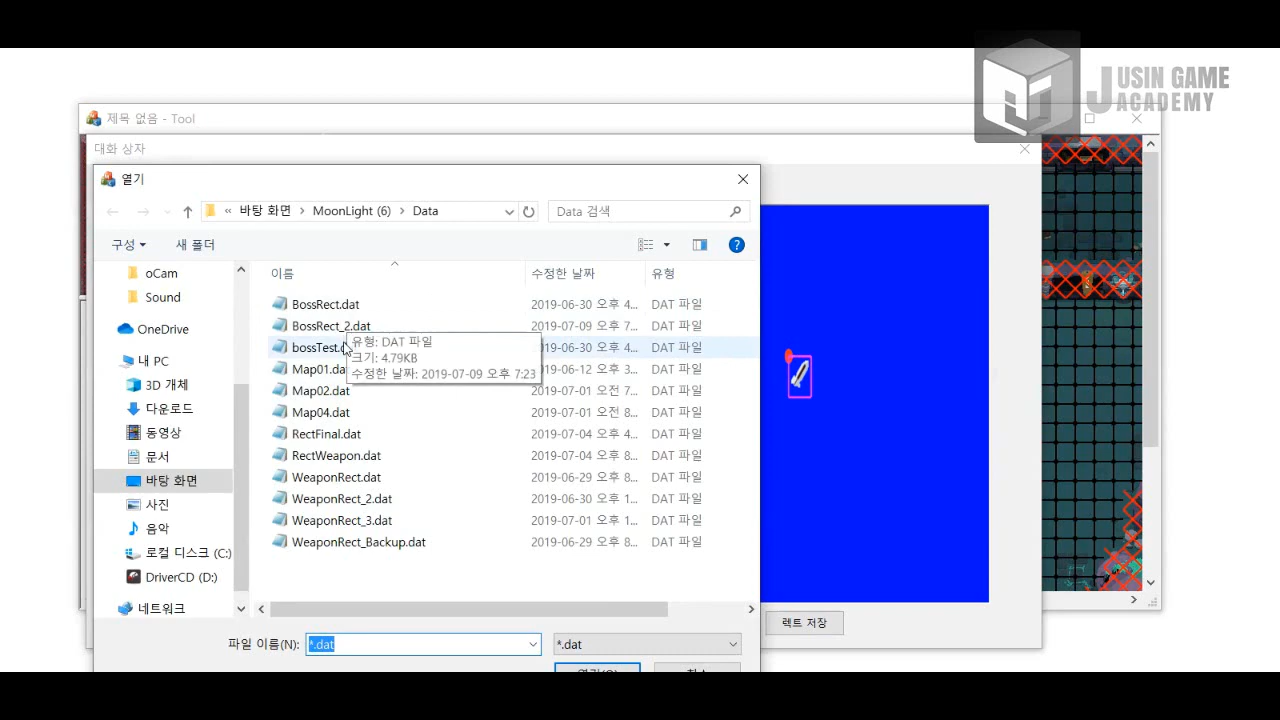 JUSIN GAME
ACADEMY
제목 없음 - Tool
대화 상자
열기
« 바탕 화면 › MoonLight (6) › Data
Data 검색
구성
새 폴더
oCam
Sound
OneDrive
내 PC
3D 개체
다운로드
동영상
문서
바탕 화면
사진
음악
로컬 디스크 (C:)
DriverCD (D:)
네트워크
이름 수정한 날짜 유형
BossRect.dat 2019-06-30 오후 4... DAT 파일
BossRect_2.dat 2019-07-09 오후 7... DAT 파일
bossTest. 019-06-30 오후 4... DAT 파일
Map01.da 019-06-12 오후 3... DAT 파일
Map02.dat 2019-07-01 오후 7... DAT 파일
Map04.dat 2019-07-01 오전 8... DAT 파일
RectFinal.dat 2019-07-04 오후 4... DAT 파일
RectWeapon.dat 2019-07-04 오후 8... DAT 파일
WeaponRect.dat 2019-06-29 오후 8... DAT 파일
WeaponRect_2.dat 2019-06-30 오후 1... DAT 파일
WeaponRect_3.dat 2019-07-01 오후 1... DAT 파일
WeaponRect_Backup.dat 2019-06-29 오후 8... DAT 파일
유형: DAT 파일
크기: 4.79KB
수정한 날짜: 2019-07-09 오후 7:23
파일 이름(N): *.dat *.dat
렉트 저장